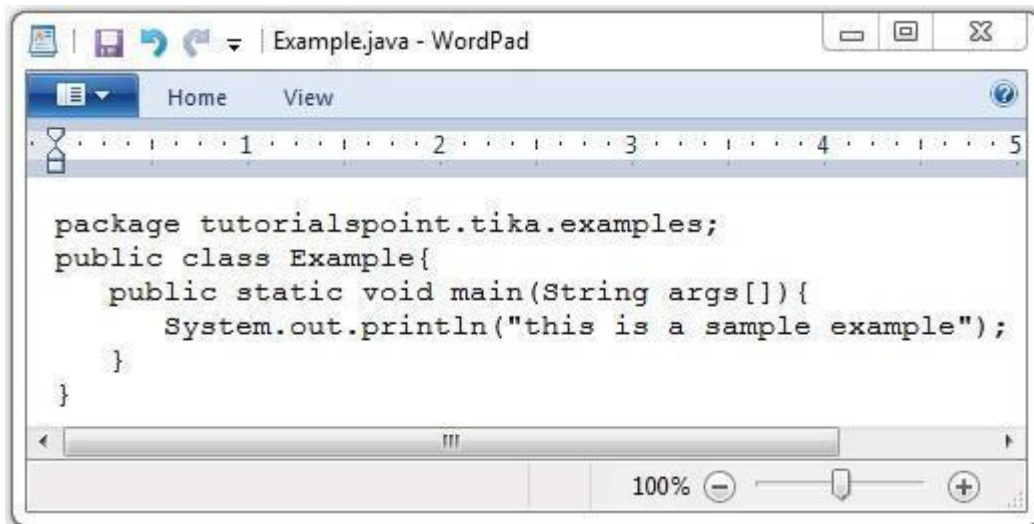 Example.java - WordPad
Home View
1 2 3 4 5
package tutorialspoint.tika.examples;
public class Example{
   public static void main(String args[]){
      System.out.println("this is a sample example");
   }
}
100%